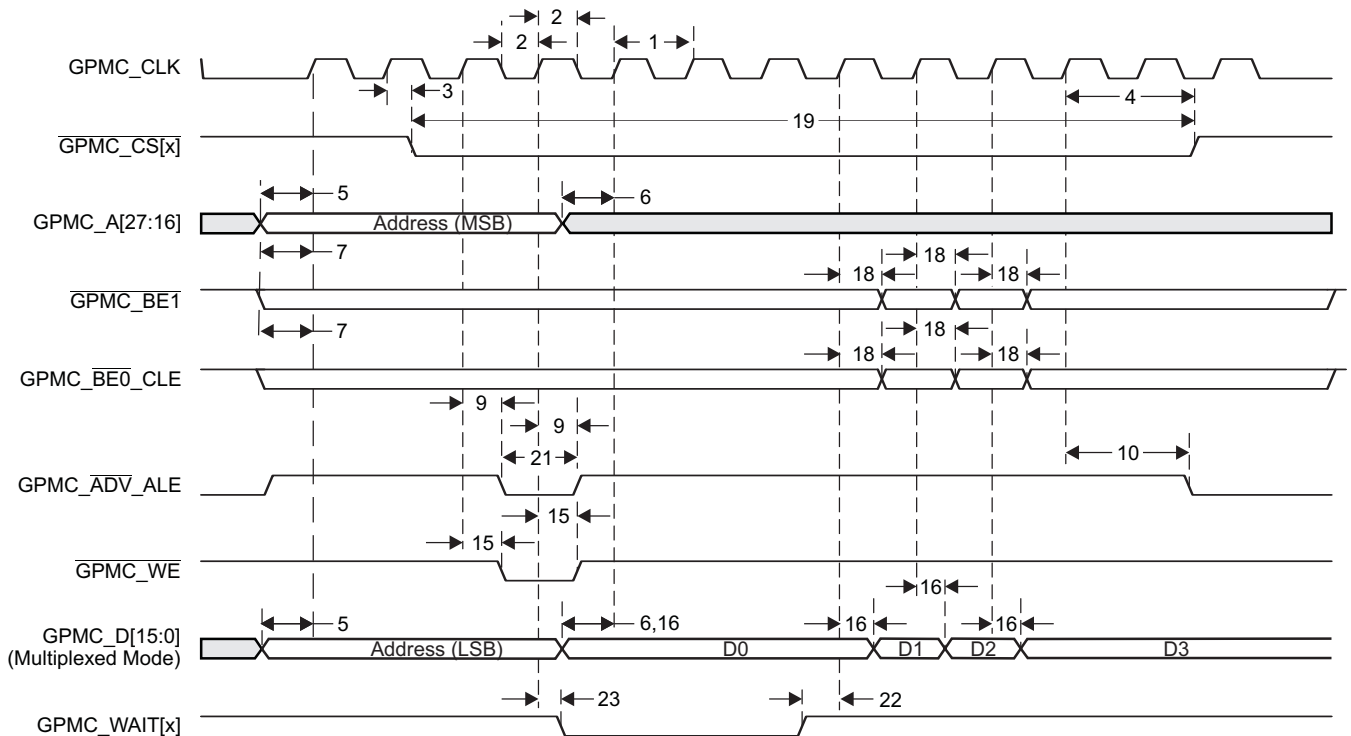 2
2
1
GPMC_CLK
3
4
19
GPMC_CS[x]
5
6
GPMC_A[27:16]
Address (MSB)
7
18
18
18
GPMC_BE1
7
18
18
18
GPMC_BE0_CLE
9
9
10
21
GPMC_ADV_ALE
15
15
GPMC_WE
16
5
6,16
16
16
GPMC_D[15:0]
(Multiplexed Mode)
Address (LSB)
D0
D1
D2
D3
23
22
GPMC_WAIT[x]